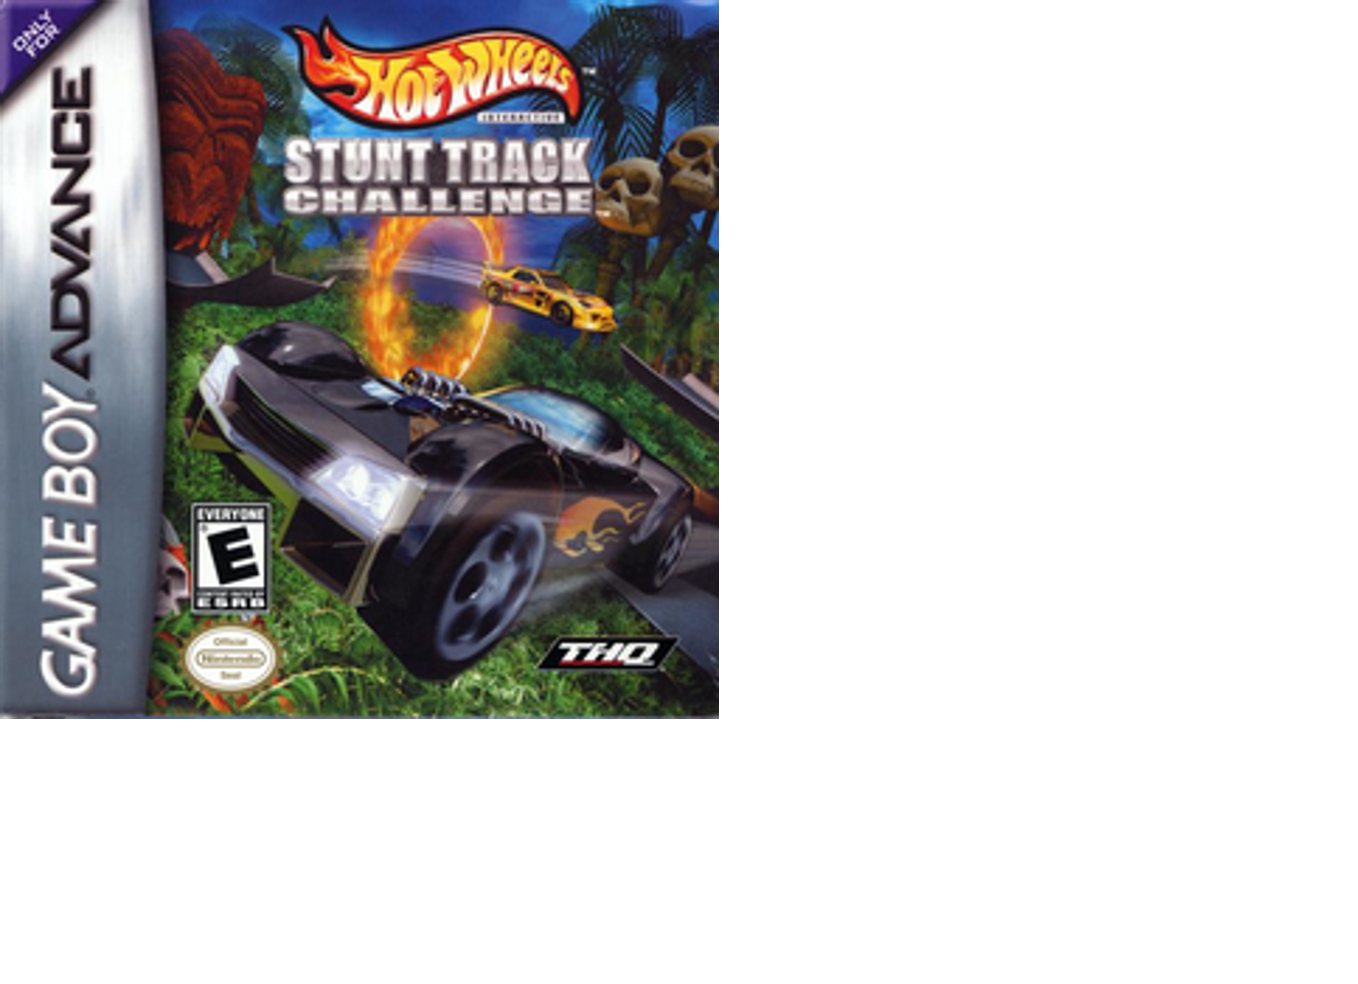 ONLY
FOR
GAME BOY ADVANCE
HOT WHEELS™
INTERACTIVE
STUNT TRACK
CHALLENGE™
EVERYONE
E
CONTENT RATED BY
ESRB
Official
Nintendo
Seal
THQ